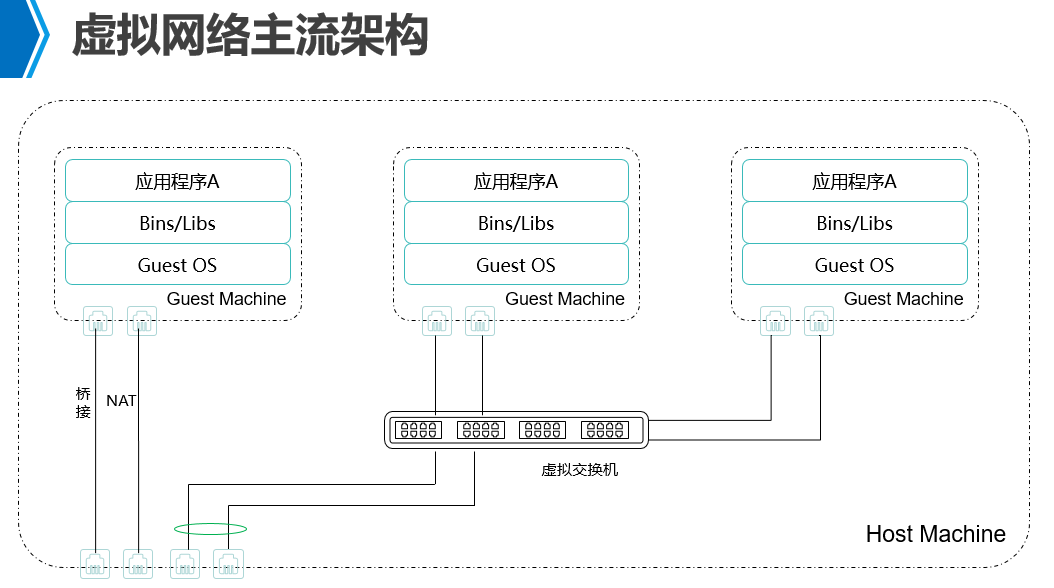 虚拟网络主流架构
应用程序A
Bins/Libs
Guest OS
Guest Machine
应用程序A
Bins/Libs
Guest OS
Guest Machine
应用程序A
Bins/Libs
Guest OS
Guest Machine
桥
接
NAT
虚拟交换机
Host Machine